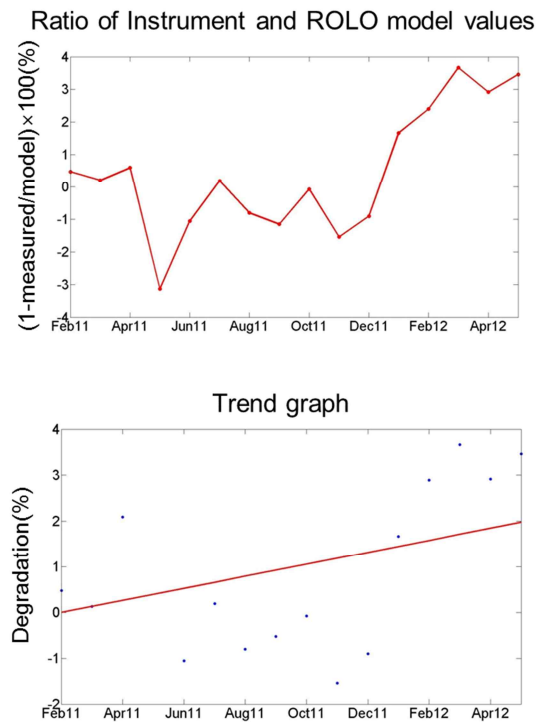 Ratio of Instrument and ROLO model values
(1-measured/model)×100(%)
4
3
2
1
0
-1
-2
-3
-4
Feb11 Apr11 Jun11 Aug11 Oct11 Dec11 Feb12 Apr12
Trend graph
Degradation(%)
4
3
2
1
0
-1
-2
Feb11 Apr11 Jun11 Aug11 Oct11 Dec11 Feb12 Apr12